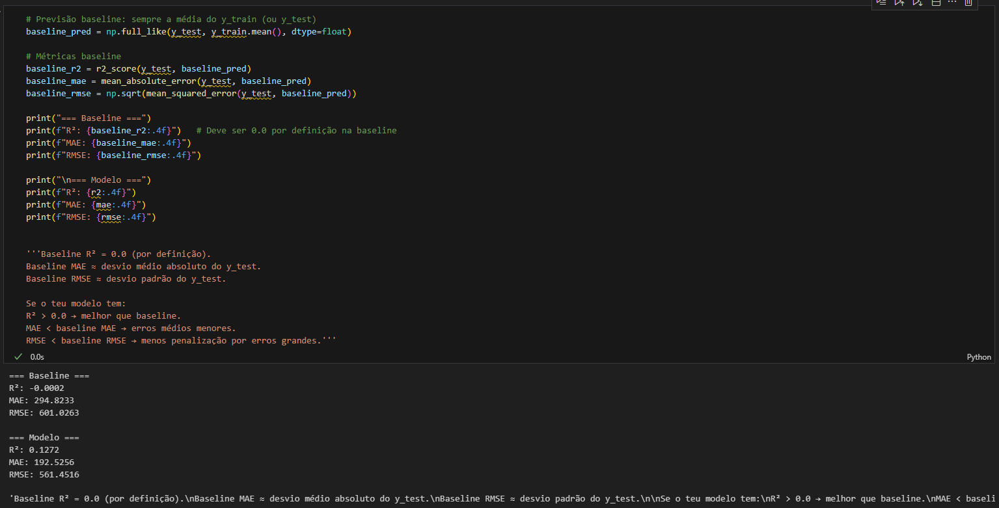 # Previsão baseline: sempre a média do y_train (ou y_test)
baseline_pred = np.full_like(y_test, y_train.mean(), dtype=float)
# Métricas baseline
baseline_r2 = r2_score(y_test, baseline_pred)
baseline_mae = mean_absolute_error(y_test, baseline_pred)
baseline_rmse = np.sqrt(mean_squared_error(y_test, baseline_pred))
print("=== Baseline ===")
print(f"R²: {baseline_r2:.4f}")   # Deve ser 0.0 por definição na baseline
print(f"MAE: {baseline_mae:.4f}")
print(f"RMSE: {baseline_rmse:.4f}")
print("\n=== Modelo ===")
print(f"R²: {r2:.4f}")
print(f"MAE: {mae:.4f}")
print(f"RMSE: {rmse:.4f}")
'''Baseline R² = 0.0 (por definição).
Baseline MAE ≈ desvio médio absoluto do y_test.
Baseline RMSE ≈ desvio padrão do y_test.
Se o teu modelo tem:
R² > 0.0 → melhor que baseline.
MAE < baseline MAE → erros médios menores.
RMSE < baseline RMSE → menos penalização por erros grandes.'''
0.0s
Python
=== Baseline ===
R²: -0.0002
MAE: 294.8233
RMSE: 601.0263
=== Modelo ===
R²: 0.1272
MAE: 192.5256
RMSE: 561.4516
'Baseline R² = 0.0 (por definição).\nBaseline MAE ≈ desvio médio absoluto do y_test.\nBaseline RMSE ≈ desvio padrão do y_test.\n\nSe o teu modelo tem:\nR² > 0.0 → melhor que baseline.\nMAE < baseli